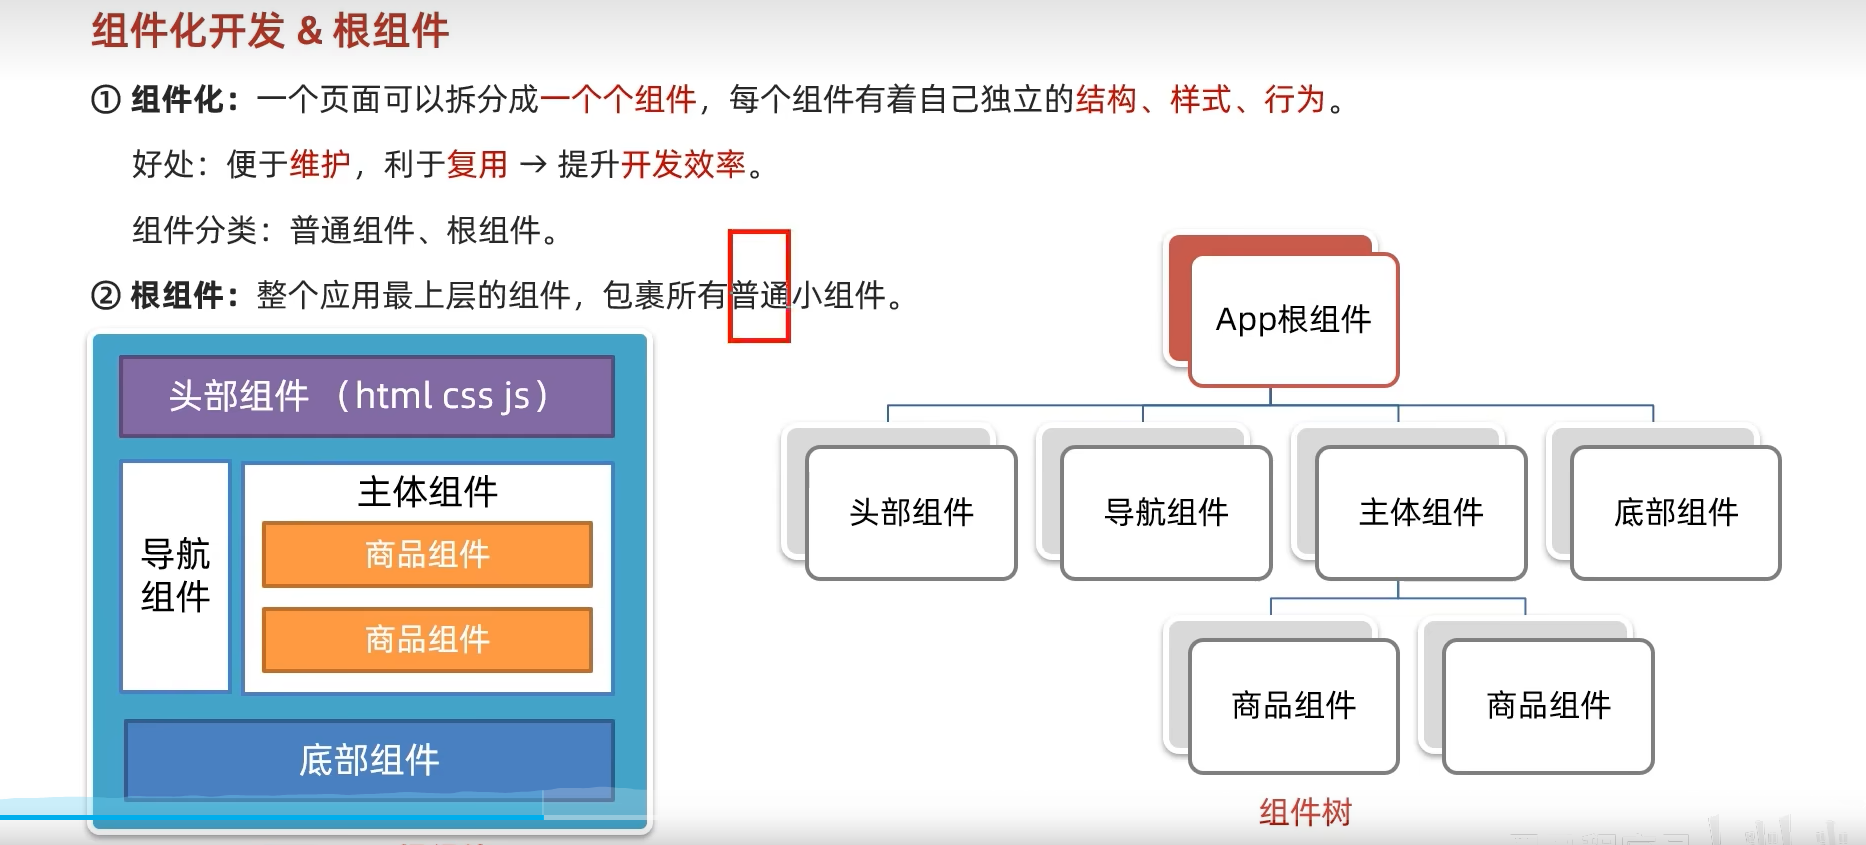 组件化开发 & 根组件
① 组件化：一个页面可以拆分成一个个组件，每个组件有着自己独立的结构、样式、行为。
好处：便于维护，利于复用 → 提升开发效率。
组件分类：普通组件、根组件。
② 根组件：整个应用最上层的组件，包裹所有普通小组件。
头部组件 （html css js）
导航
组件
主体组件
商品组件
商品组件
底部组件
App根组件
头部组件
导航组件
主体组件
底部组件
商品组件
商品组件
组件树